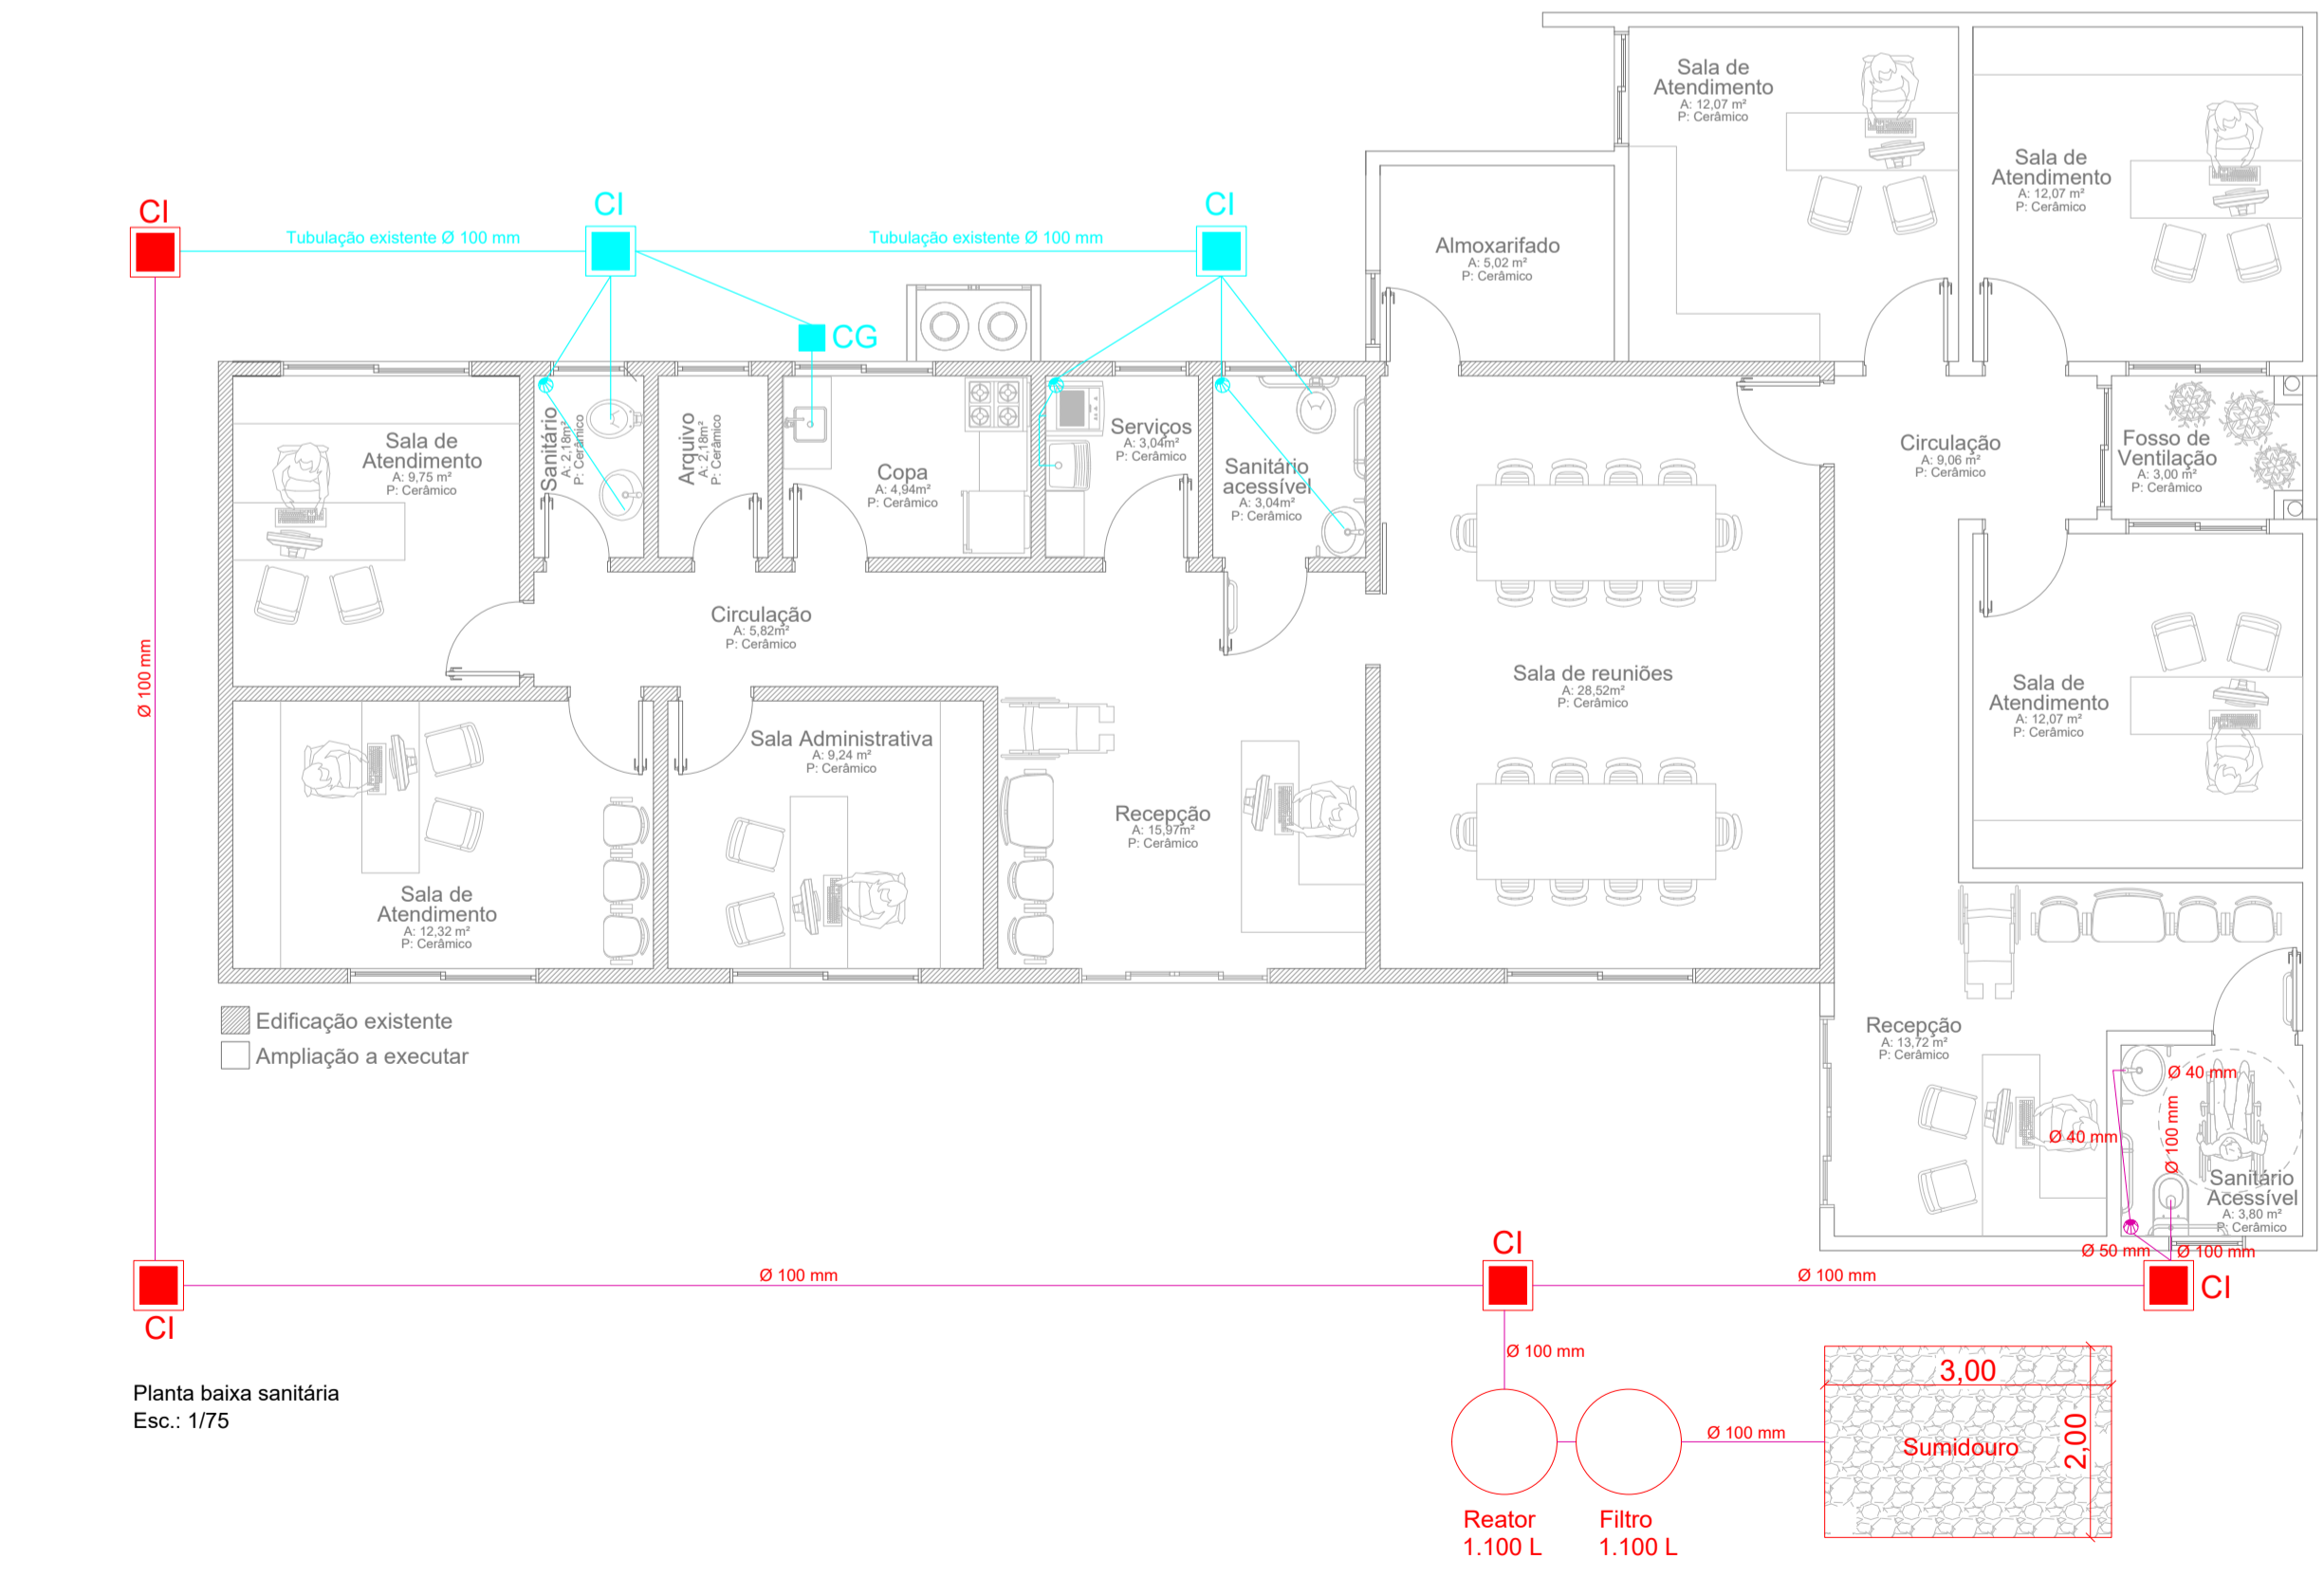 Sala de
Atendimento
A: 12,07 m²
P: Cerâmico
Sala de
Atendimento
A: 12,07 m²
P: Cerâmico
CI
CI
CI
Tubulação existente Ø 100 mm
Tubulação existente Ø 100 mm
Almoxarifado
A: 5,02 m²
P: Cerâmico
CG
Sala de
Atendimento
A: 9,75 m²
P: Cerâmico
Sanitário
A: 2,18m²
P: Cerâmico
Arquivo
A: 2,18m²
P: Cerâmico
Copa
A: 4,94m²
P: Cerâmico
Serviços
A: 3,04m²
P: Cerâmico
Sanitário
acessível
A: 3,04m²
P: Cerâmico
Circulação
A: 9,06 m²
P: Cerâmico
Fosso de
Ventilação
A: 3,00 m²
P: Cerâmico
Circulação
A: 5,82m²
P: Cerâmico
Ø 100 mm
Sala de reuniões
A: 28,52m²
P: Cerâmico
Sala de
Atendimento
A: 12,07 m²
P: Cerâmico
Sala Administrativa
A: 9,24 m²
P: Cerâmico
Recepção
A: 15,97m²
P: Cerâmico
Sala de
Atendimento
A: 12,32 m²
P: Cerâmico
Edificação existente
Ampliação a executar
Recepção
A: 13,72 m²
P: Cerâmico
Ø 40 mm
Ø 40 mm
Ø 100 mm
Sanitário
Acessível
A: 3,80 m²
P: Cerâmico
Ø 50 mm
Ø 100 mm
CI
Ø 100 mm
Ø 100 mm
CI
CI
Ø 100 mm
Planta baixa sanitária
Esc.: 1/75
3,00
2,00
Sumidouro
Ø 100 mm
Reator
1.100 L
Filtro
1.100 L